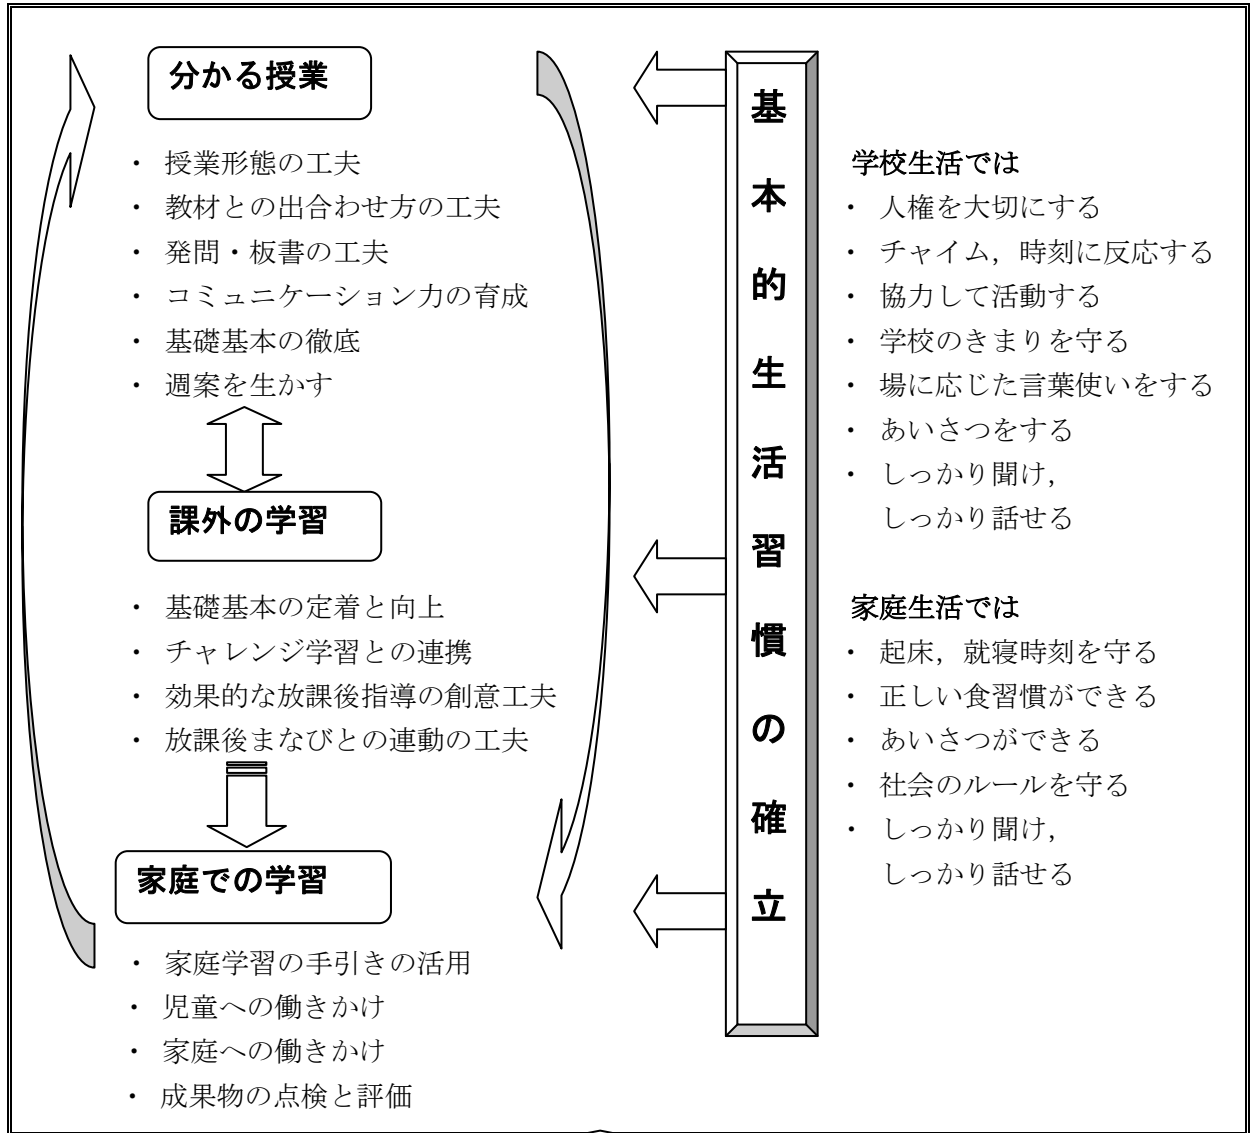 分かる授業
・ 授業形態の工夫
・ 教材との出合わせ方の工夫
・ 発問・板書の工夫
・ コミュニケーション力の育成
・ 基礎基本の徹底
・ 週案を生かす
課外の学習
・ 基礎基本の定着と向上
・ チャレンジ学習との連携
・ 効果的な放課後指導の創意工夫
・ 放課後まなびとの連動の工夫
家庭での学習
・ 家庭学習の手引きの活用
・ 児童への働きかけ
・ 家庭への働きかけ
・ 成果物の点検と評価
基本的生活習慣の確立
学校生活では
・ 人権を大切にする
・ チャイム，時刻に反応する
・ 協力して活動する
・ 学校のきまりを守る
・ 場に応じた言葉使いをする
・ あいさつをする
・ しっかり聞け，
しっかり話せる
家庭生活では
・ 起床，就寝時刻を守る
・ 正しい食習慣ができる
・ あいさつができる
・ 社会のルールを守る
・ しっかり聞け，
しっかり話せる